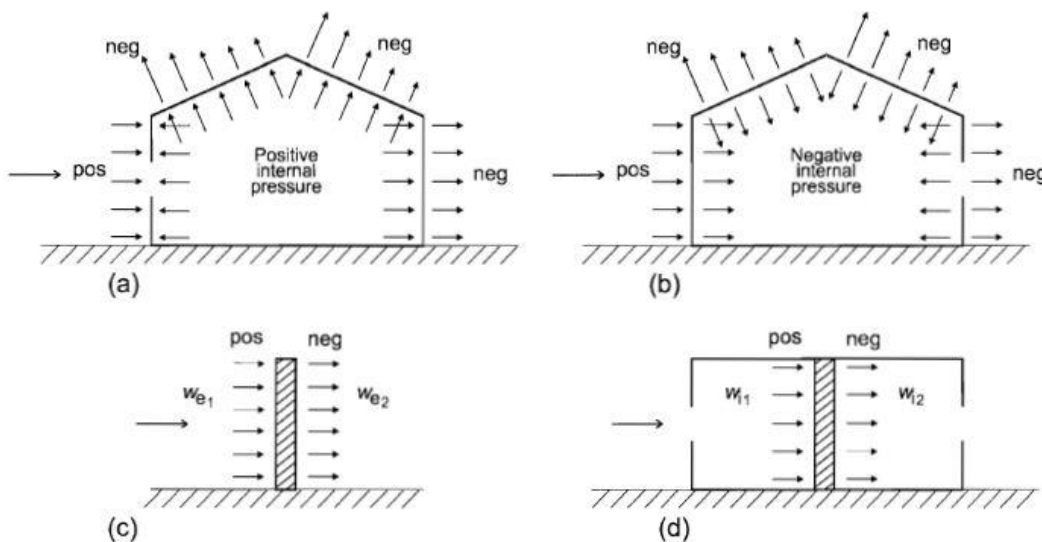 neg
neg
pos
Positive
internal
pressure
neg
(a)
neg
neg
pos
Negative
internal
pressure
neg
(b)
pos
neg
We1
We2
(c)
pos
neg
Wi1
Wi2
(d)